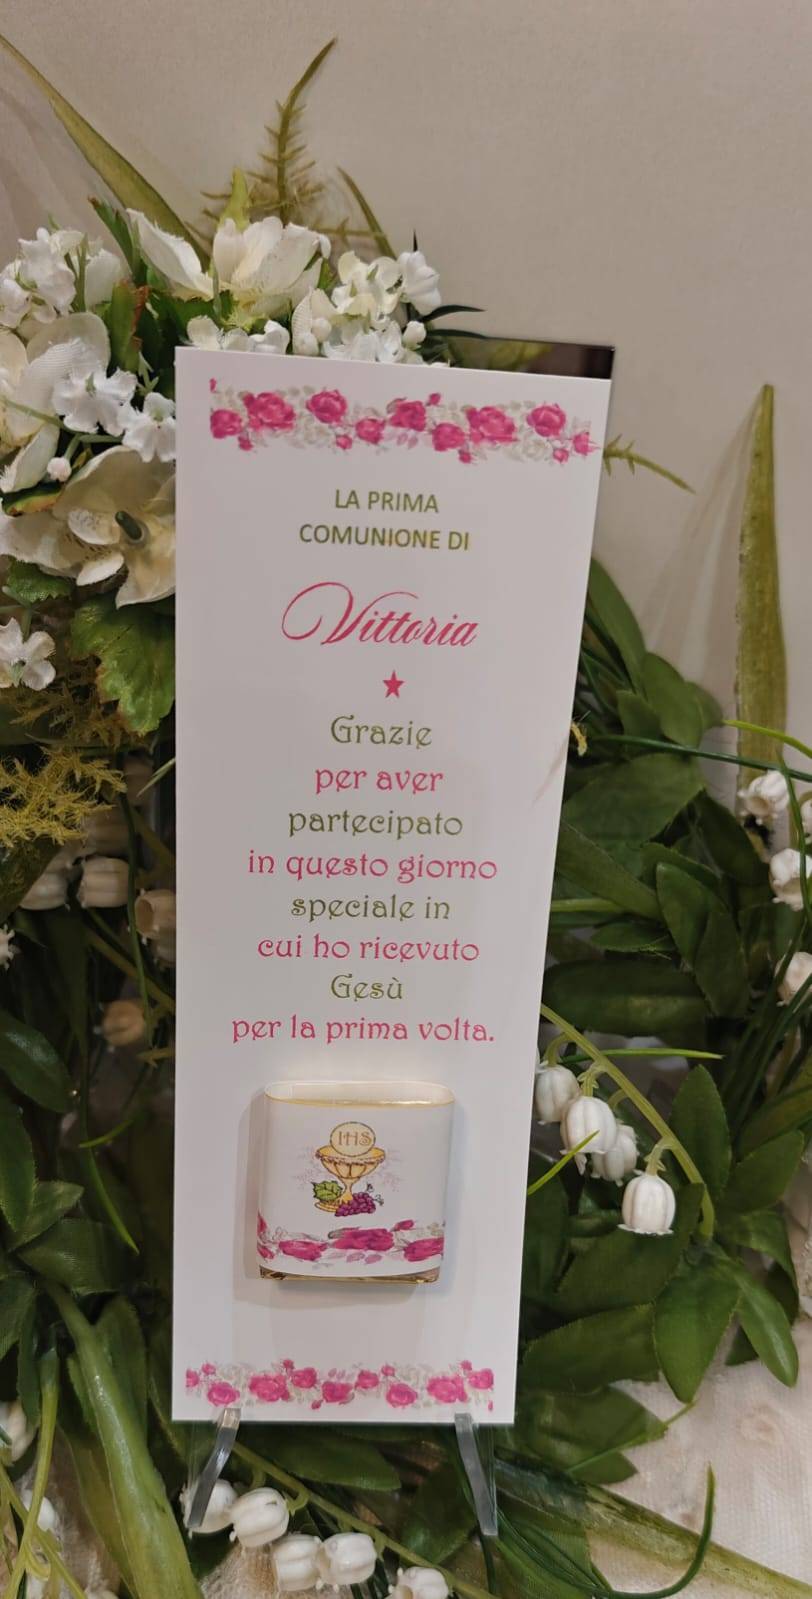 LA PRIMA
COMUNIONE DI
Vittoria
Grazie
per aver
partecipato
in questo giorno
speciale in
cui ho ricevuto
Gesù
per la prima volta.
IHS